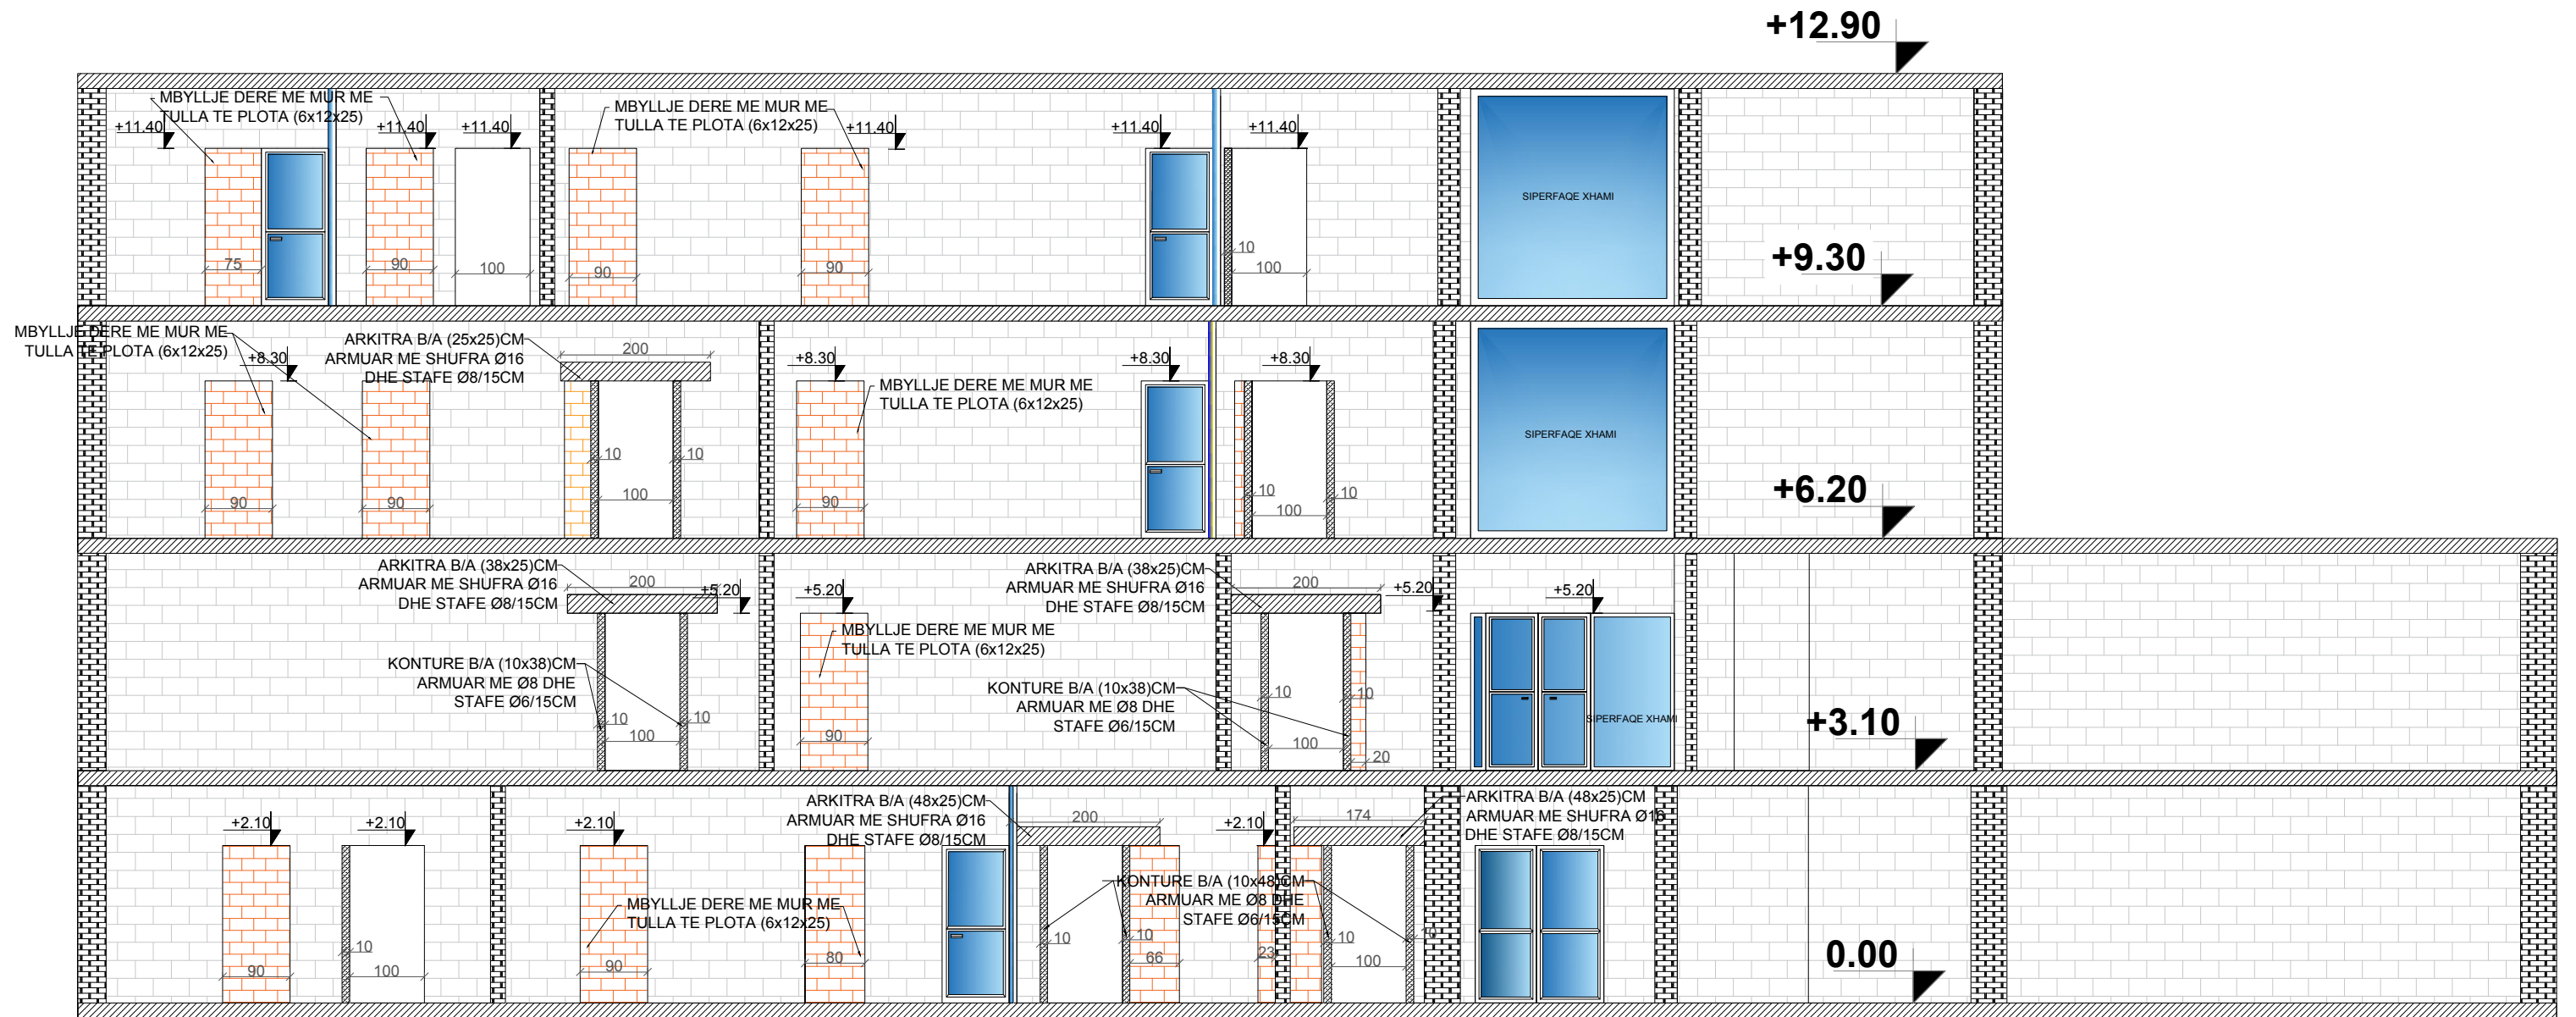 +12.90
MBYLLJE DERE ME MUR ME
TULLA TE PLOTA (6x12x25)
MBYLLJE DERE ME MUR ME
TULLA TE PLOTA (6x12x25)
+11.40
+11.40
+11.40
+11.40
+11.40
+11.40
SIPERFAQE XHAMI
+9.30
75
90
100
90
90
10
100
MBYLLJE DERE ME MUR ME
TULLA TE PLOTA (6x12x25)
+8.30
ARKITRA B/A (25x25)CM
ARMUAR ME SHUFRA Ø16
DHE STAFE Ø8/15CM
200
+8.30
+8.30
+8.30
MBYLLJE DERE ME MUR ME
TULLA TE PLOTA (6x12x25)
SIPERFAQE XHAMI
+6.20
90
90
10
10
100
90
10
10
100
ARKITRA B/A (38x25)CM
ARMUAR ME SHUFRA Ø16
DHE STAFE Ø8/15CM
200
+5.20
+5.20
ARKITRA B/A (38x25)CM
ARMUAR ME SHUFRA Ø16
DHE STAFE Ø8/15CM
200
+5.20
+5.20
MBYLLJE DERE ME MUR ME
TULLA TE PLOTA (6x12x25)
KONTURE B/A (10x38)CM
ARMUAR ME Ø8 DHE
STAFE Ø6/15CM
KONTURE B/A (10x38)CM
ARMUAR ME Ø8 DHE
STAFE Ø6/15CM
SIPERFAQE XHAMI
+3.10
10
10
100
90
10
10
100
20
+2.10
+2.10
+2.10
ARKITRA B/A (48x25)CM
ARMUAR ME SHUFRA Ø16
DHE STAFE Ø8/15CM
200
+2.10
174
ARKITRA B/A (48x25)CM
ARMUAR ME SHUFRA Ø16
DHE STAFE Ø8/15CM
KONTURE B/A (10x48)CM
ARMUAR ME Ø8 DHE
STAFE Ø6/15CM
MBYLLJE DERE ME MUR ME
TULLA TE PLOTA (6x12x25)
0.00
90
10
100
90
80
10
10
66
23
10
100
10